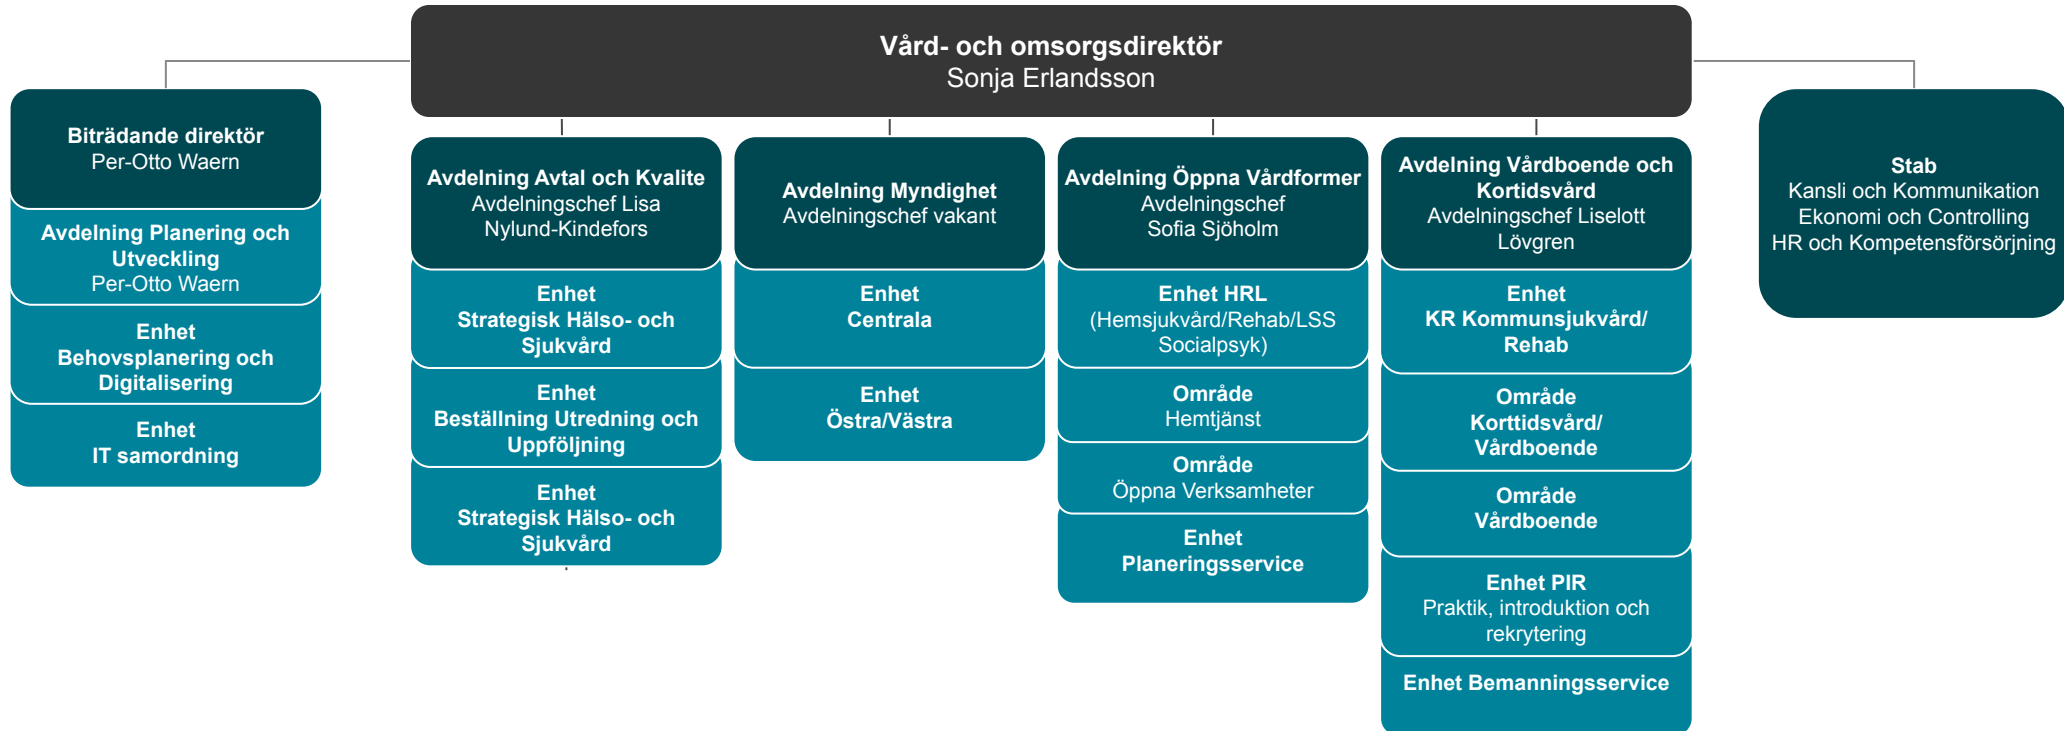 Vård- och omsorgsdirektör
Sonja Erlandsson
Biträdande direktör
Per-Otto Waern
Avdelning Planering och
Utveckling
Per-Otto Waern
Enhet
Behovsplanering och
Digitalisering
Enhet
IT samordning
Avdelning Avtal och Kvalite
Avdelningschef Lisa
Nylund-Kindefors
Enhet
Strategisk Hälso- och
Sjukvård
Enhet
Beställning Utredning och
Uppföljning
Enhet
Strategisk Hälso- och
Sjukvård
Avdelning Myndighet
Avdelningschef vakant
Enhet
Centrala
Enhet
Östra/Västra
Avdelning Öppna Vårdformer
Avdelningschef
Sofia Sjöholm
Enhet HRL
(Hemsjukvård/Rehab/LSS
Socialpsyk)
Område
Hemtjänst
Område
Öppna Verksamheter
Enhet
Planeringsservice
Avdelning Vårdboende och
Kortidsvård
Avdelningschef Liselott
Lövgren
Enhet
KR Kommunsjukvård/
Rehab
Område
Korttidsvård/
Vårdboende
Område
Vårdboende
Enhet PIR
Praktik, introduktion och
rekrytering
Enhet Bemanningsservice
Stab
Kansli och Kommunikation
Ekonomi och Controlling
HR och Kompetensförsörjning